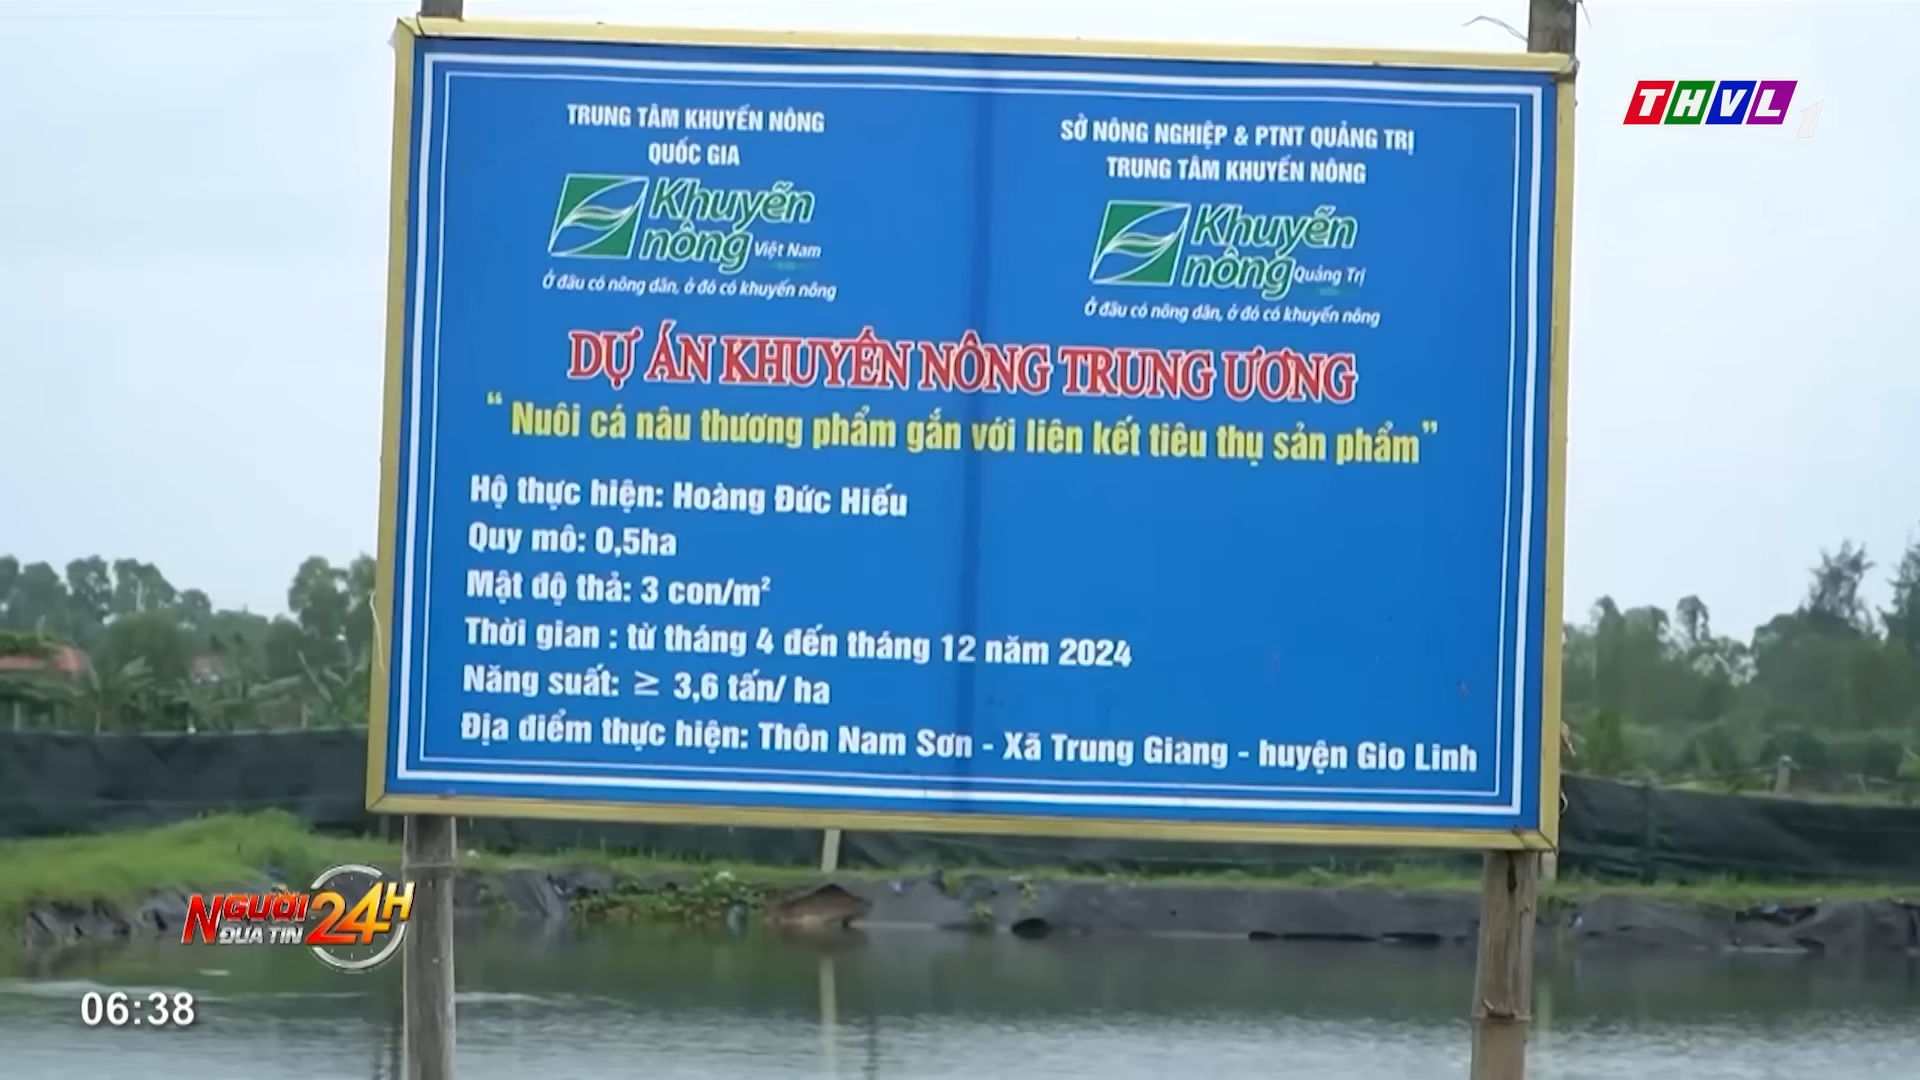 THVL 1
TRUNG TÂM KHUYẾN NÔNG
QUỐC GIA
Khuyến
nông Việt Nam
Ở đâu có nông dân, ở đó có khuyến nông
SỞ NÔNG NGHIỆP & PTNT QUẢNG TRỊ
TRUNG TÂM KHUYẾN NÔNG
Khuyến
nông Quảng Trị
Ở đâu có nông dân, ở đó có khuyến nông
DỰ ÁN KHUYẾN NÔNG TRUNG ƯƠNG
“ Nuôi cá nâu thương phẩm gắn với liên kết tiêu thụ sản phẩm”
Hộ thực hiện: Hoàng Đức Hiếu
Quy mô: 0,5ha
Mật độ thả: 3 con/m²
Thời gian : từ tháng 4 đến tháng 12 năm 2024
Năng suất: ≥ 3,6 tấn/ ha
Địa điểm thực hiện: Thôn Nam Sơn - Xã Trung Giang - huyện Gio Linh
NGƯỜI
ĐƯA TIN 24H
06:38